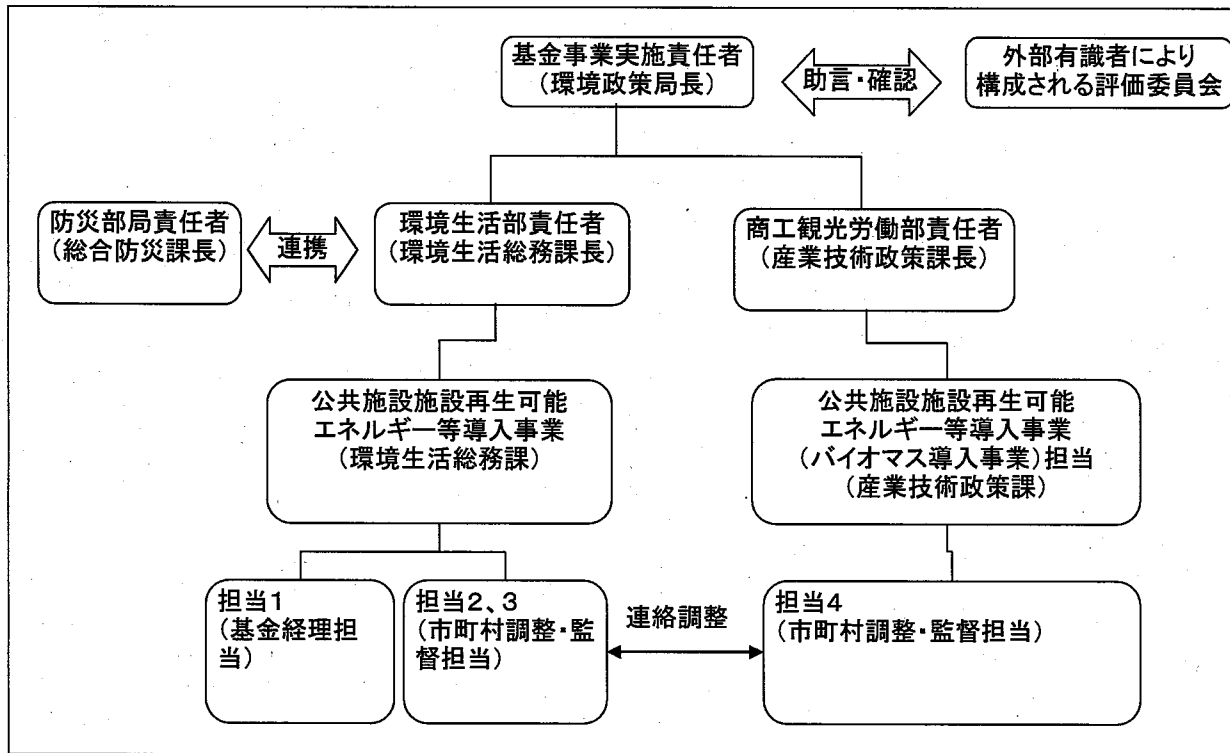 基金事業実施責任者
（環境政策局長）
助言・確認
外部有識者により
構成される評価委員会
防災部局責任者
（総合防災課長）
連携
環境生活部責任者
（環境生活総務課長）
商工観光労働部責任者
（産業技術政策課長）
公共施設施設再生可能
エネルギー等導入事業
（環境生活総務課）
公共施設施設再生可能
エネルギー等導入事業
（バイオマス導入事業）担当
（産業技術政策課）
担当1
（基金経理担
当）
担当2、3
（市町村調整・監
督担当）
連絡調整
担当4
（市町村調整・監督担当）